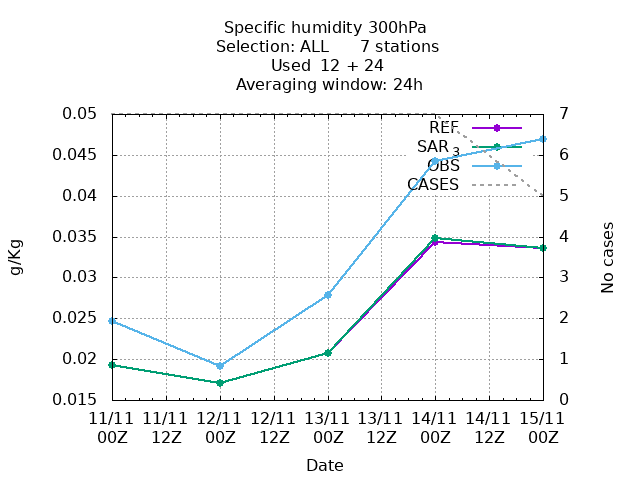 Specific humidity 300hPa
Selection: ALL 7 stations
Used 12 + 24
Averaging window: 24h
0.05
0.045
0.04
0.035
0.03
0.025
0.02
0.015
g/Kg
7
6
5
4
3
2
1
0
No cases
REF
SAR 3
OBS
CASES
11/11 11/11 12/11 12/11 13/11 13/11 14/11 14/11 15/11
00Z 12Z 00Z 12Z 00Z 12Z 00Z 12Z 00Z
Date